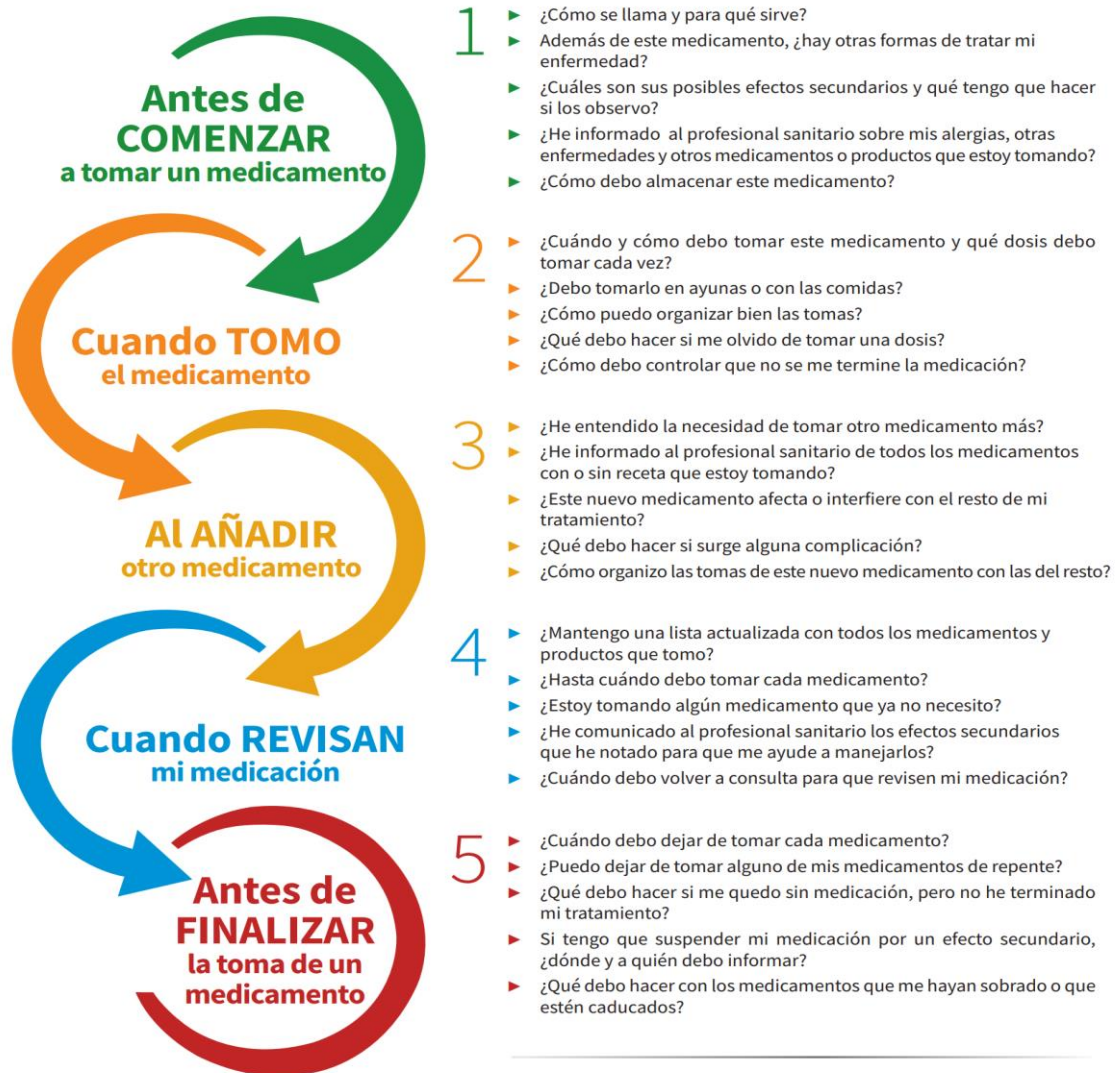 Antes de
COMENZAR
a tomar un medicamento
1
► ¿Cómo se llama y para qué sirve?
► Además de este medicamento, ¿hay otras formas de tratar mi
enfermedad?
► ¿Cuáles son sus posibles efectos secundarios y qué tengo que hacer
si los observo?
► ¿He informado al profesional sanitario sobre mis alergias, otras
enfermedades y otros medicamentos o productos que estoy tomando?
► ¿Cómo debo almacenar este medicamento?
Cuando TOMO
el medicamento
2
► ¿Cuándo y cómo debo tomar este medicamento y qué dosis debo
tomar cada vez?
► ¿Debo tomarlo en ayunas o con las comidas?
► ¿Cómo puedo organizar bien las tomas?
► ¿Qué debo hacer si me olvido de tomar una dosis?
► ¿Cómo debo controlar que no se me termine la medicación?
Al AÑADIR
otro medicamento
3
► ¿He entendido la necesidad de tomar otro medicamento más?
► ¿He informado al profesional sanitario de todos los medicamentos
con o sin receta que estoy tomando?
► ¿Este nuevo medicamento afecta o interfiere con el resto de mi
tratamiento?
► ¿Qué debo hacer si surge alguna complicación?
► ¿Cómo organizo las tomas de este nuevo medicamento con las del resto?
Cuando REVISAN
mi medicación
4
► ¿Mantengo una lista actualizada con todos los medicamentos y
productos que tomo?
► ¿Hasta cuándo debo tomar cada medicamento?
► ¿Estoy tomando algún medicamento que ya no necesito?
► ¿He comunicado al profesional sanitario los efectos secundarios
que he notado para que me ayude a manejarlos?
► ¿Cuándo debo volver a consulta para que revisen mi medicación?
Antes de
FINALIZAR
la toma de un
medicamento
5
► ¿Cuándo debo dejar de tomar cada medicamento?
► ¿Puedo dejar de tomar alguno de mis medicamentos de repente?
► ¿Qué debo hacer si me quedo sin medicación, pero no he terminado
mi tratamiento?
► Si tengo que suspender mi medicación por un efecto secundario,
¿dónde y a quién debo informar?
► ¿Qué debo hacer con los medicamentos que me hayan sobrado o que
estén caducados?